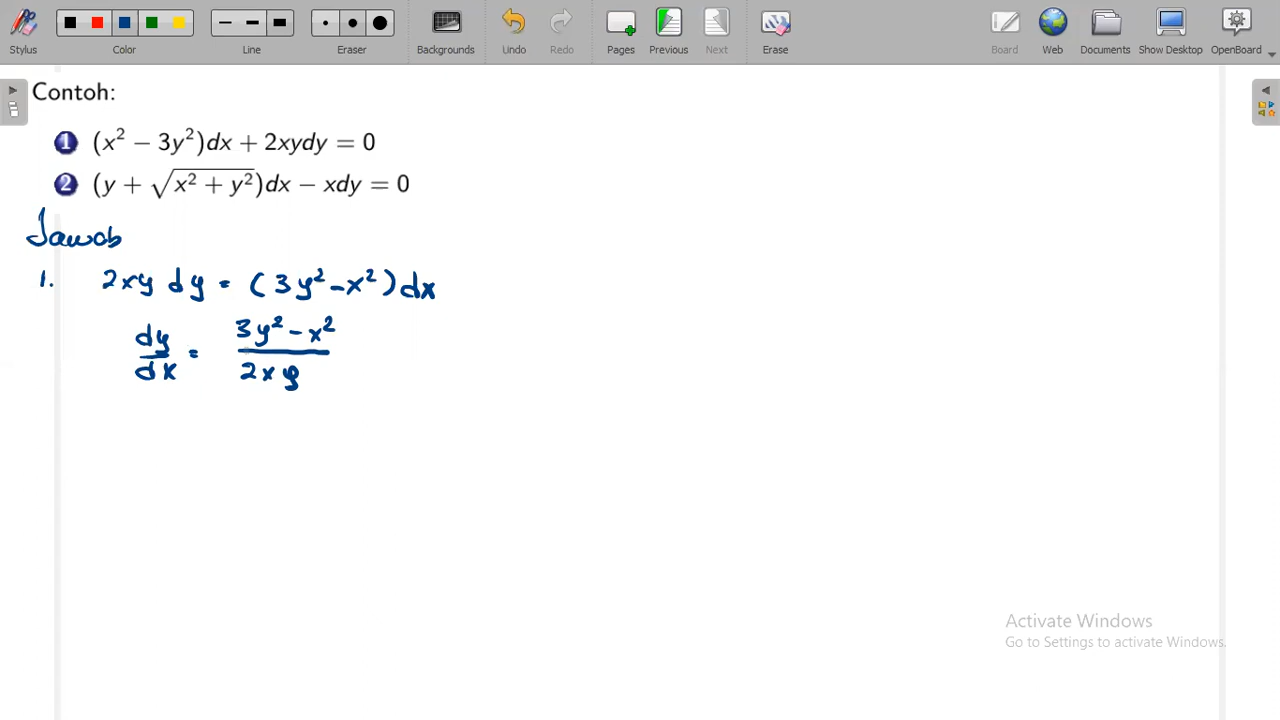 Stylus Color Line Eraser Backgrounds Undo Redo Pages Previous Next Erase Board Web Documents Show Desktop OpenBoard
Contoh:
1 (x² − 3y²)dx + 2xydy = 0
2 (y + √(x² + y²))dx − xdy = 0
Jawab
1. 2xy dy = (3y² − x²) dx
dy/dx = (3y² − x²)/(2xy)
Activate Windows
Go to Settings to activate Windows.